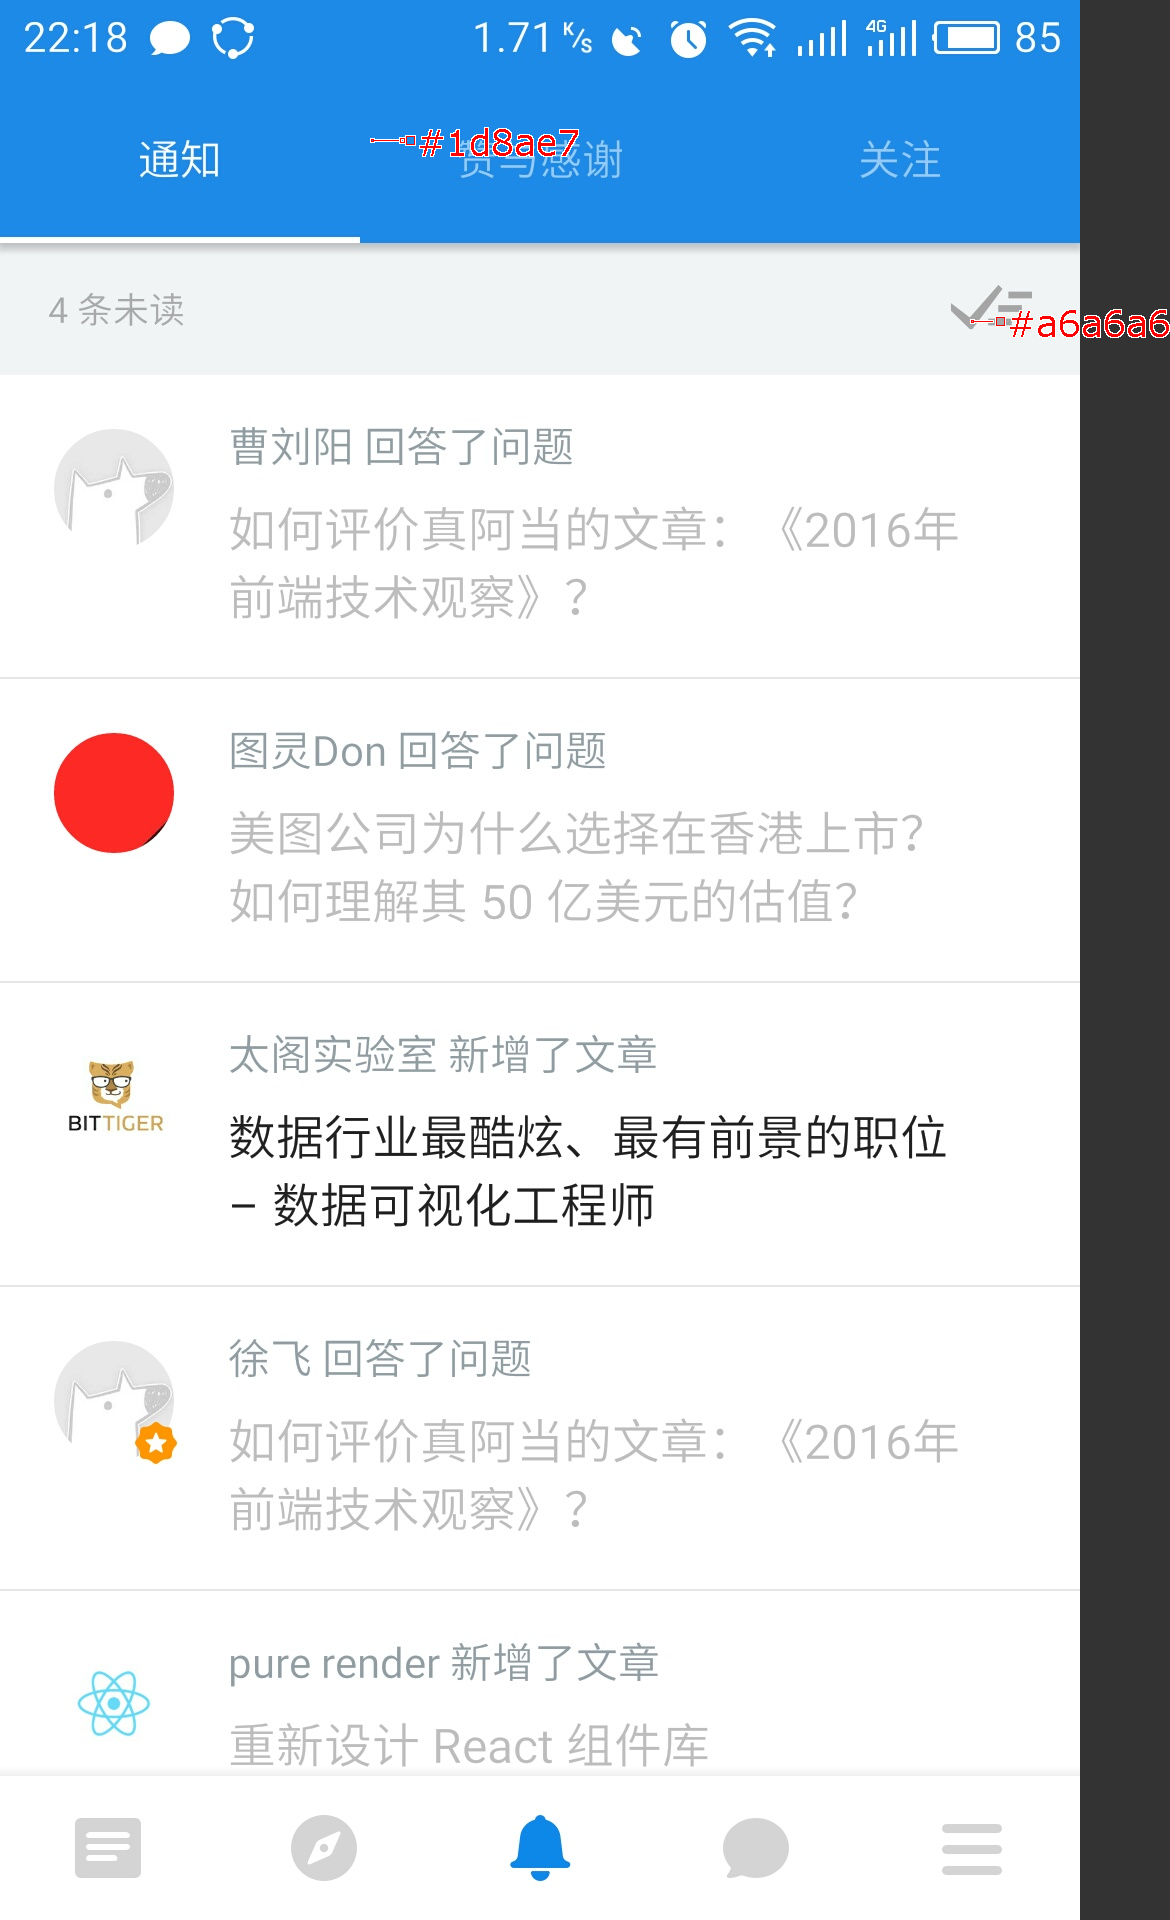 22:18 1.71 K/s 4G 85
通知 赞与感谢 关注
#1d8ae7
4 条未读
#a6a6a6
曹刘阳 回答了问题
如何评价真阿当的文章：《2016年
前端技术观察》？
图灵Don 回答了问题
美图公司为什么选择在香港上市？
如何理解其 50 亿美元的估值？
太阁实验室 新增了文章
BITTIGER
数据行业最酷炫、最有前景的职位
– 数据可视化工程师
徐飞 回答了问题
如何评价真阿当的文章：《2016年
前端技术观察》？
pure render 新增了文章
重新设计 React 组件库